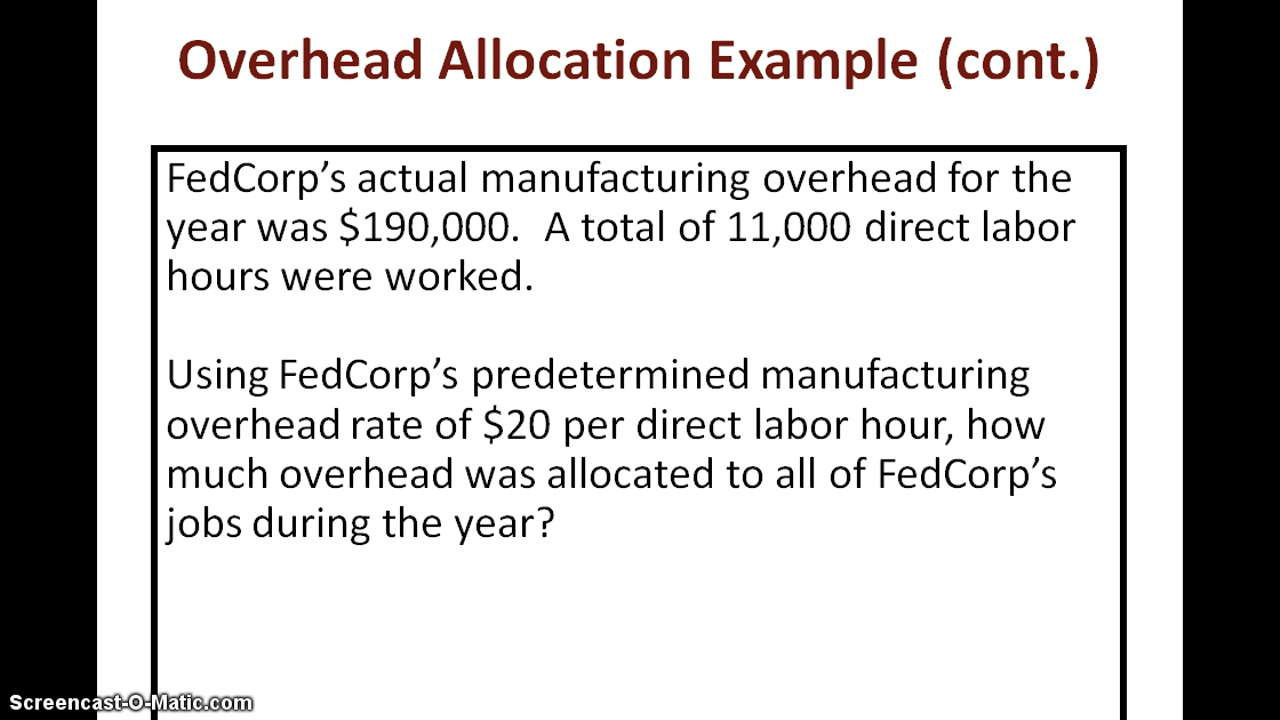 Overhead Allocation Example (cont.)
FedCorp’s actual manufacturing overhead for the
year was $190,000.  A total of 11,000 direct labor
hours were worked.
Using FedCorp’s predetermined manufacturing
overhead rate of $20 per direct labor hour, how
much overhead was allocated to all of FedCorp’s
jobs during the year?
Screencast-O-Matic.com